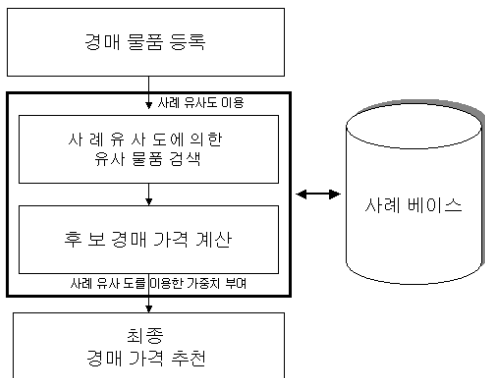 경매 물품 등록
사례 유사도 이용
사 례 유 사 도에 의한
유사 물품 검색
사례 베이스
후 보 경매 가격 계산
사례 유사 도를 이용한 가중치 부여
최종
경매 가격 추천